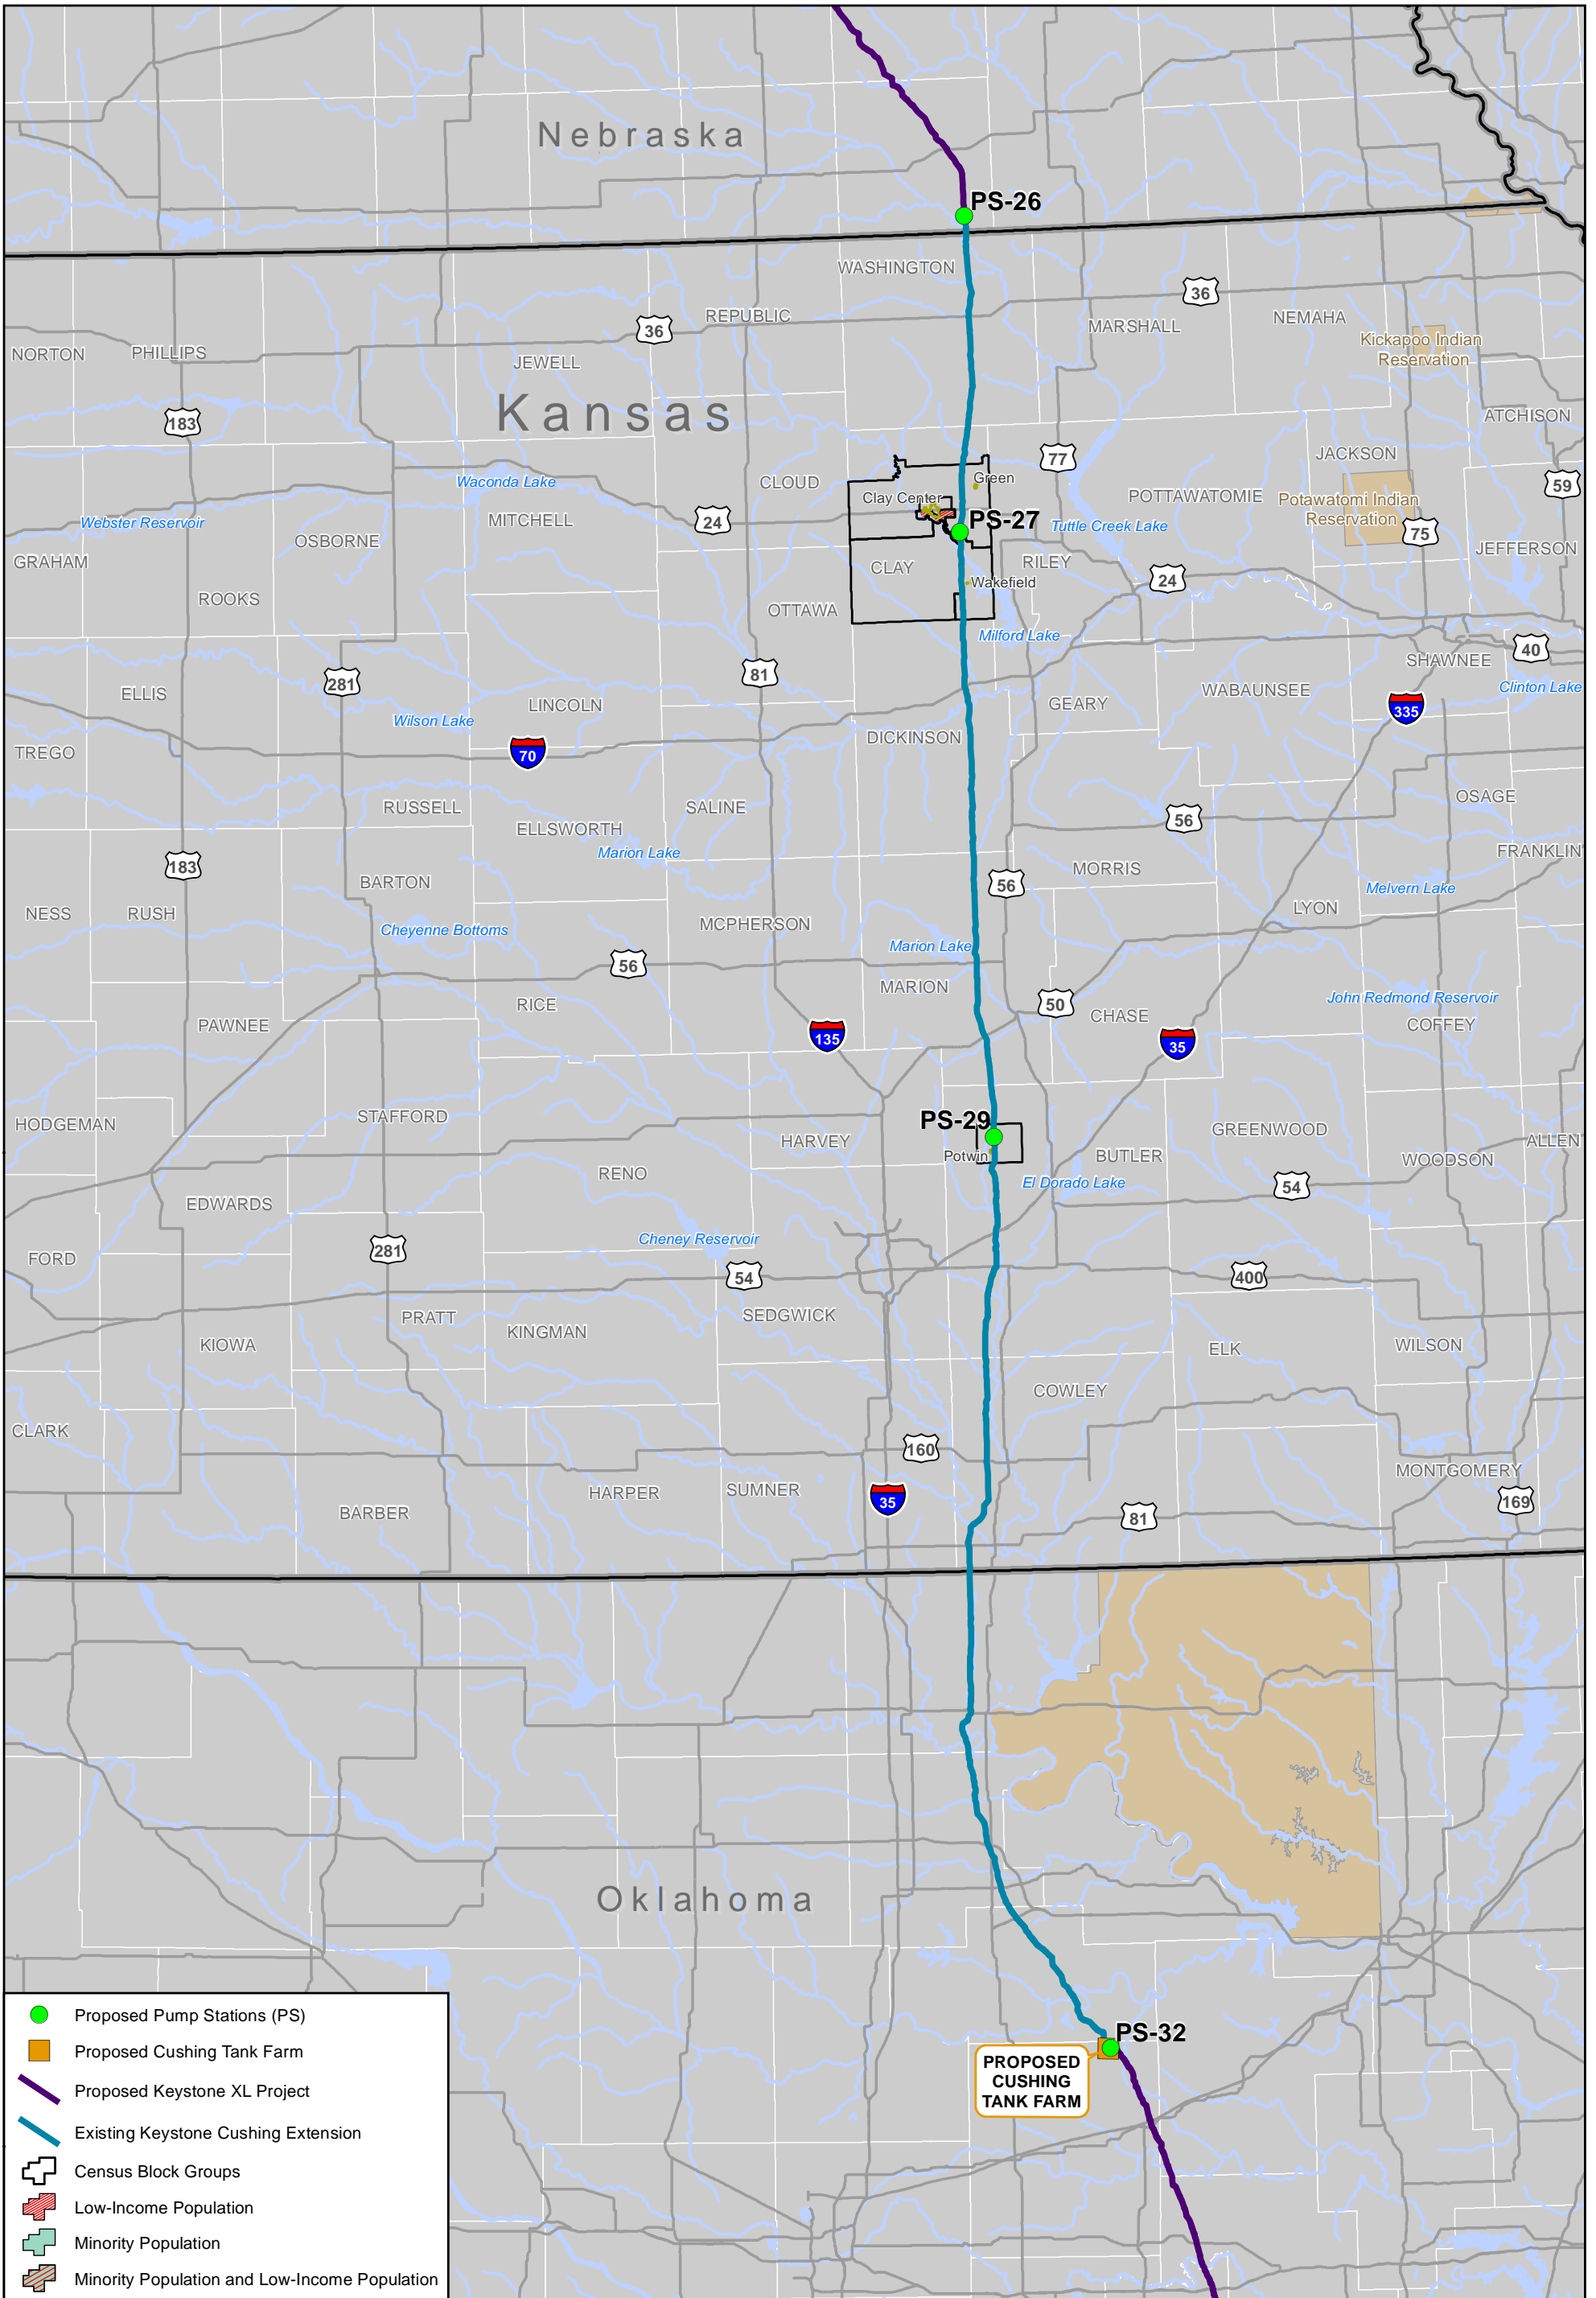 Nebraska
PS-26
WASHINGTON
36
REPUBLIC
36
MARSHALL
NEMAHA
NORTON
PHILLIPS
JEWELL
Kickapoo Indian
Reservation
Kansas
183
ATCHISON
77
JACKSON
Waconda Lake
CLOUD
Green
59
Clay Center
POTTAWATOMIE
Potawatomi Indian
Reservation
Webster Reservoir
MITCHELL
24
PS-27
Tuttle Creek Lake
75
OSBORNE
JEFFERSON
GRAHAM
CLAY
RILEY
24
Wakefield
ROOKS
OTTAWA
Milford Lake
40
SHAWNEE
81
281
ELLIS
LINCOLN
GEARY
WABAUNSEE
Clinton Lake
335
Wilson Lake
DICKINSON
TREGO
70
RUSSELL
SALINE
OSAGE
ELLSWORTH
56
Marion Lake
FRANKLIN
183
MORRIS
BARTON
56
Melvern Lake
NESS
RUSH
LYON
MCPHERSON
Cheyenne Bottoms
Marion Lake
56
MARION
RICE
50
John Redmond Reservoir
CHASE
COFFEY
PAWNEE
135
35
HODGEMAN
STAFFORD
PS-29
GREENWOOD
HARVEY
ALLEN
Potwin
BUTLER
WOODSON
RENO
El Dorado Lake
54
EDWARDS
Cheney Reservoir
FORD
281
54
400
PRATT
SEDGWICK
KINGMAN
KIOWA
ELK
WILSON
COWLEY
CLARK
160
MONTGOMERY
HARPER
SUMNER
35
169
BARBER
81
Oklahoma
PS-32
PROPOSED
CUSHING
TANK FARM
Proposed Pump Stations (PS)
Proposed Cushing Tank Farm
Proposed Keystone XL Project
Existing Keystone Cushing Extension
Census Block Groups
Low-Income Population
Minority Population
Minority Population and Low-Income Population